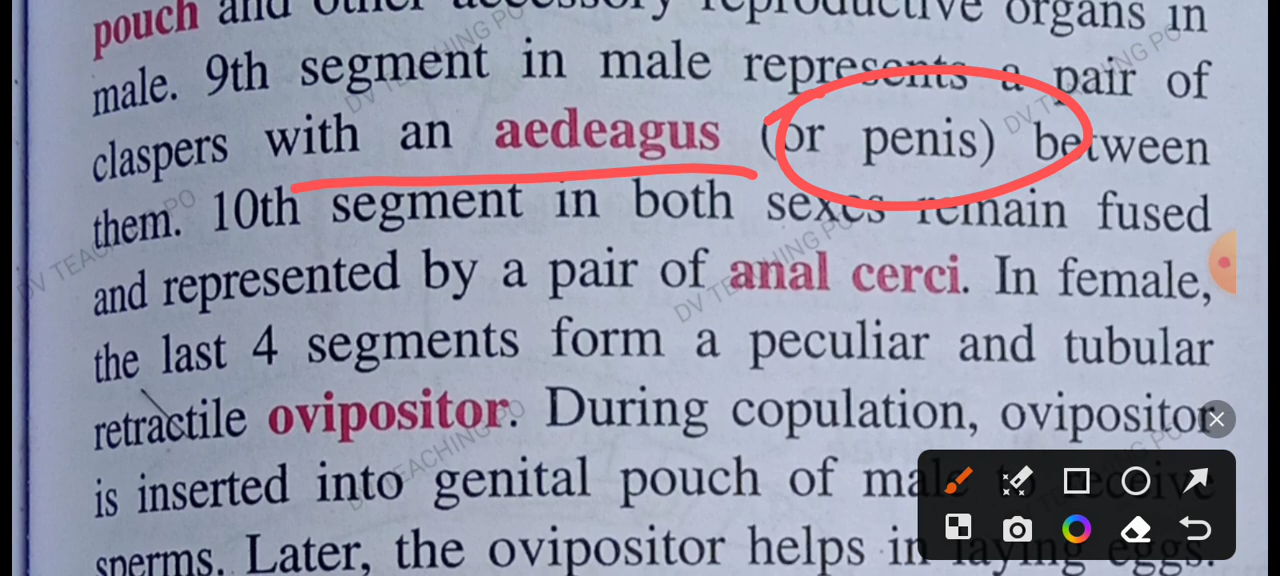 pouch and other accessory reproductive organs in
male. 9th segment in male represents a pair of
claspers with an aedeagus (or penis) between
them. 10th segment in both sexes remain fused
and represented by a pair of anal cerci. In female,
the last 4 segments form a peculiar and tubular
retractile ovipositor. During copulation, ovipositor
is inserted into genital pouch of male to receive
sperms. Later, the ovipositor helps in laying eggs.